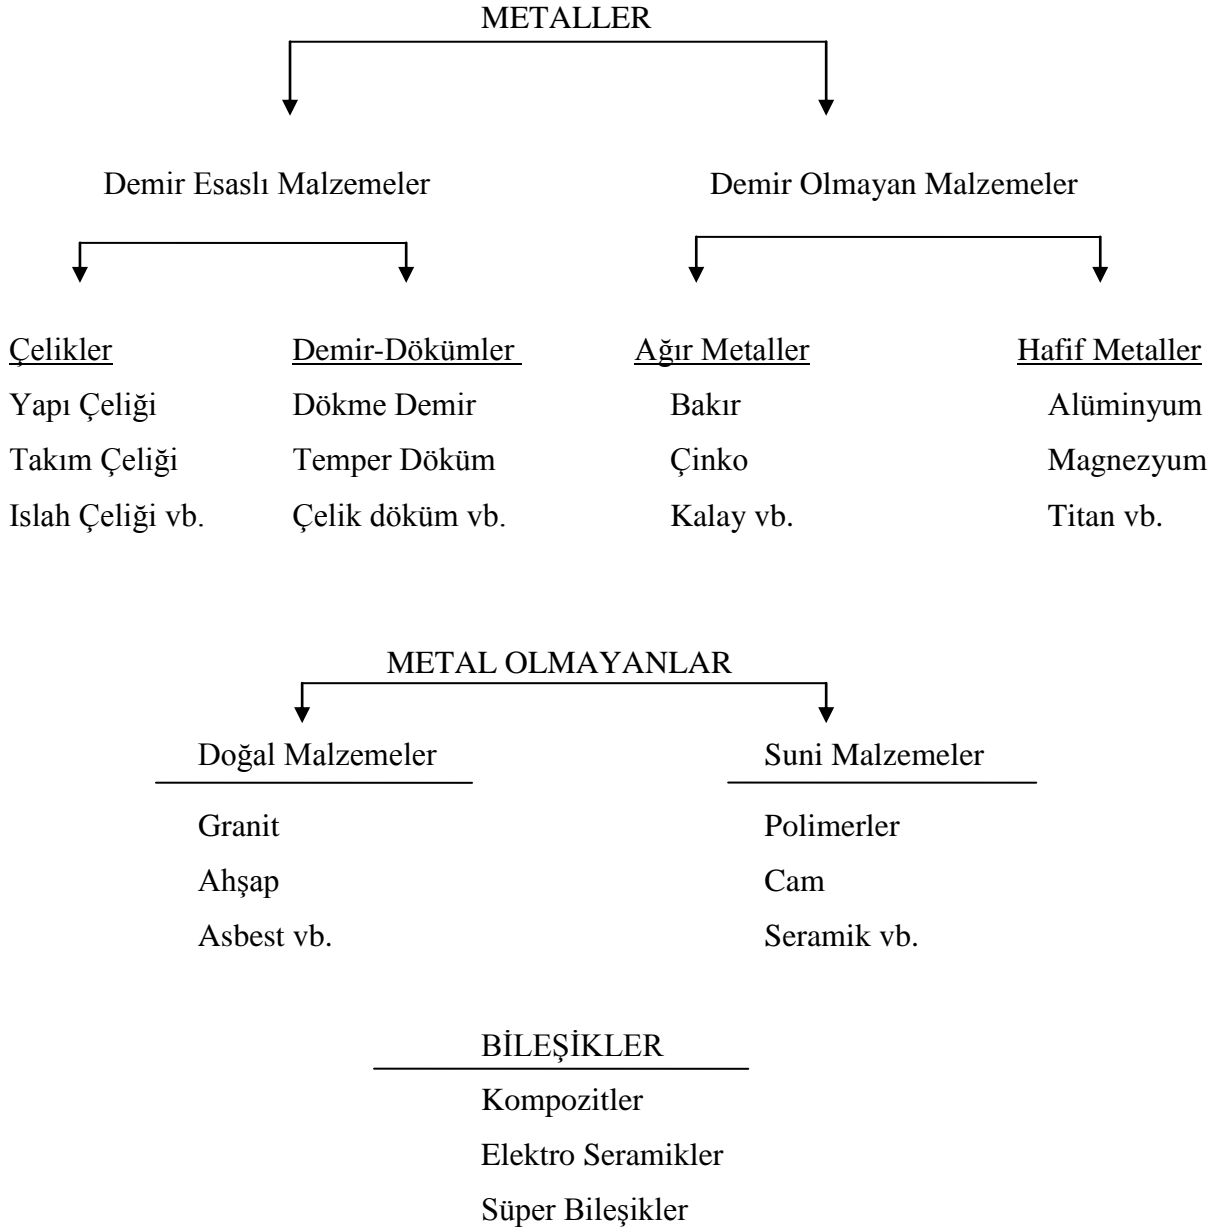 METALLER
Demir Esaslı Malzemeler
Demir Olmayan Malzemeler
Çelikler
Yapı Çeliği
Takım Çeliği
Islah Çeliği vb.
Demir-Dökümler
Dökme Demir
Temper Döküm
Çelik döküm vb.
Ağır Metaller
Bakır
Çinko
Kalay vb.
Hafif Metaller
Alüminyum
Magnezyum
Titan vb.
METAL OLMAYANLAR
Doğal Malzemeler
Granit
Ahşap
Asbest vb.
Suni Malzemeler
Polimerler
Cam
Seramik vb.
BİLEŞİKLER
Kompozitler
Elektro Seramikler
Süper Bileşikler